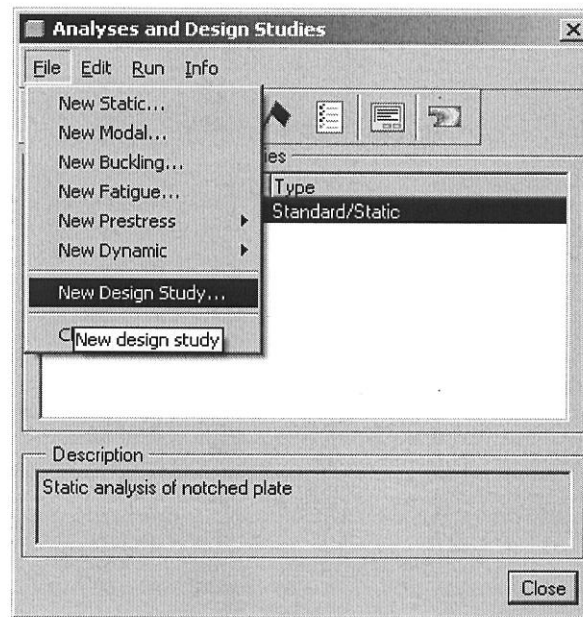 Analyses and Design Studies
File Edit Run Info
New Static...
New Modal...
New Buckling...
New Fatigue...
New Prestress
New Dynamic
New Design Study...
C
New design study
ies
Type
Standard/Static
Description
Static analysis of notched plate
Close